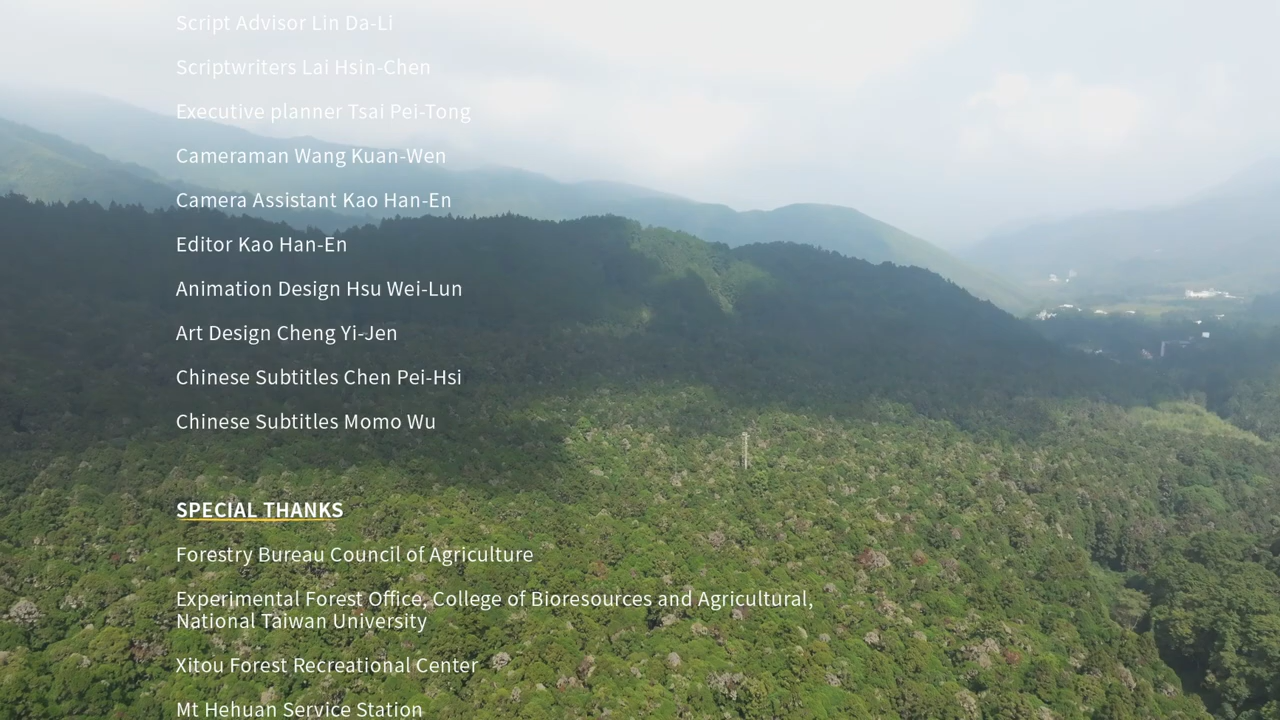 Script Advisor Lin Da-Li
Scriptwriters Lai Hsin-Chen
Executive planner Tsai Pei-Tong
Cameraman Wang Kuan-Wen
Camera Assistant Kao Han-En
Editor Kao Han-En
Animation Design Hsu Wei-Lun
Art Design Cheng Yi-Jen
Chinese Subtitles Chen Pei-Hsi
Chinese Subtitles Momo Wu
SPECIAL THANKS
Forestry Bureau Council of Agriculture
Experimental Forest Office, College of Bioresources and Agricultural,
National Taiwan University
Xitou Forest Recreational Center
Mt Hehuan Service Station